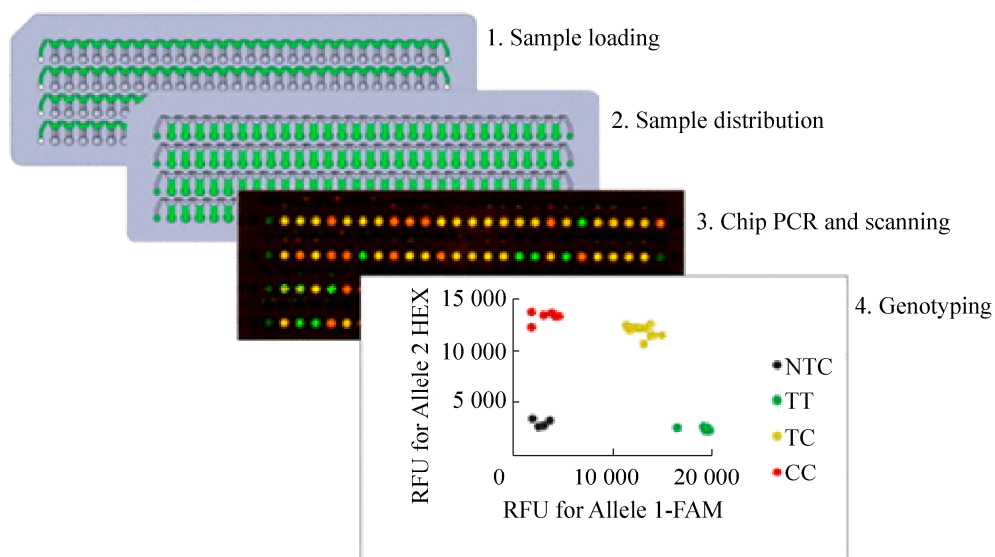 1. Sample loading
2. Sample distribution
3. Chip PCR and scanning
4. Genotyping
RFU for Allele 2 HEX
15 000
10 000
5 000
0
10 000
20 000
RFU for Allele 1-FAM
NTC
TT
TC
CC